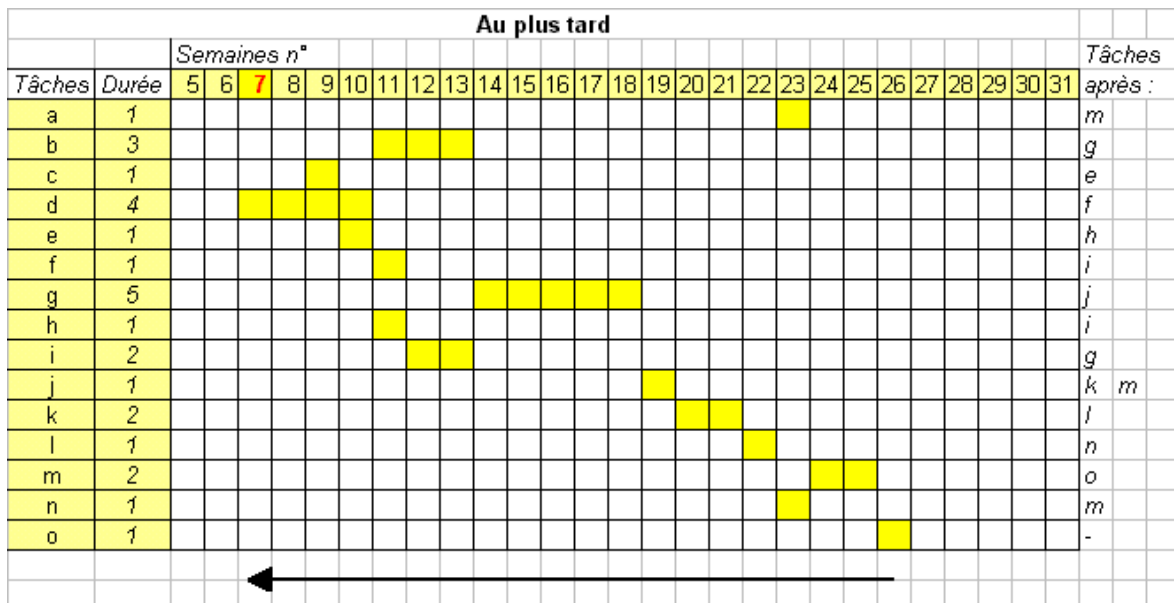 Au plus tard
Semaines n° Tâches
Tâches Durée 5 6 7 8 9 10 11 12 13 14 15 16 17 18 19 20 21 22 23 24 25 26 27 28 29 30 31 après :
a 1 m
b 3 g
c 1 e
d 4 f
e 1 h
f 1 i
g 5 j
h 1 i
i 2 g
j 1 k m
k 2 l
l 1 n
m 2 o
n 1 m
o 1 -